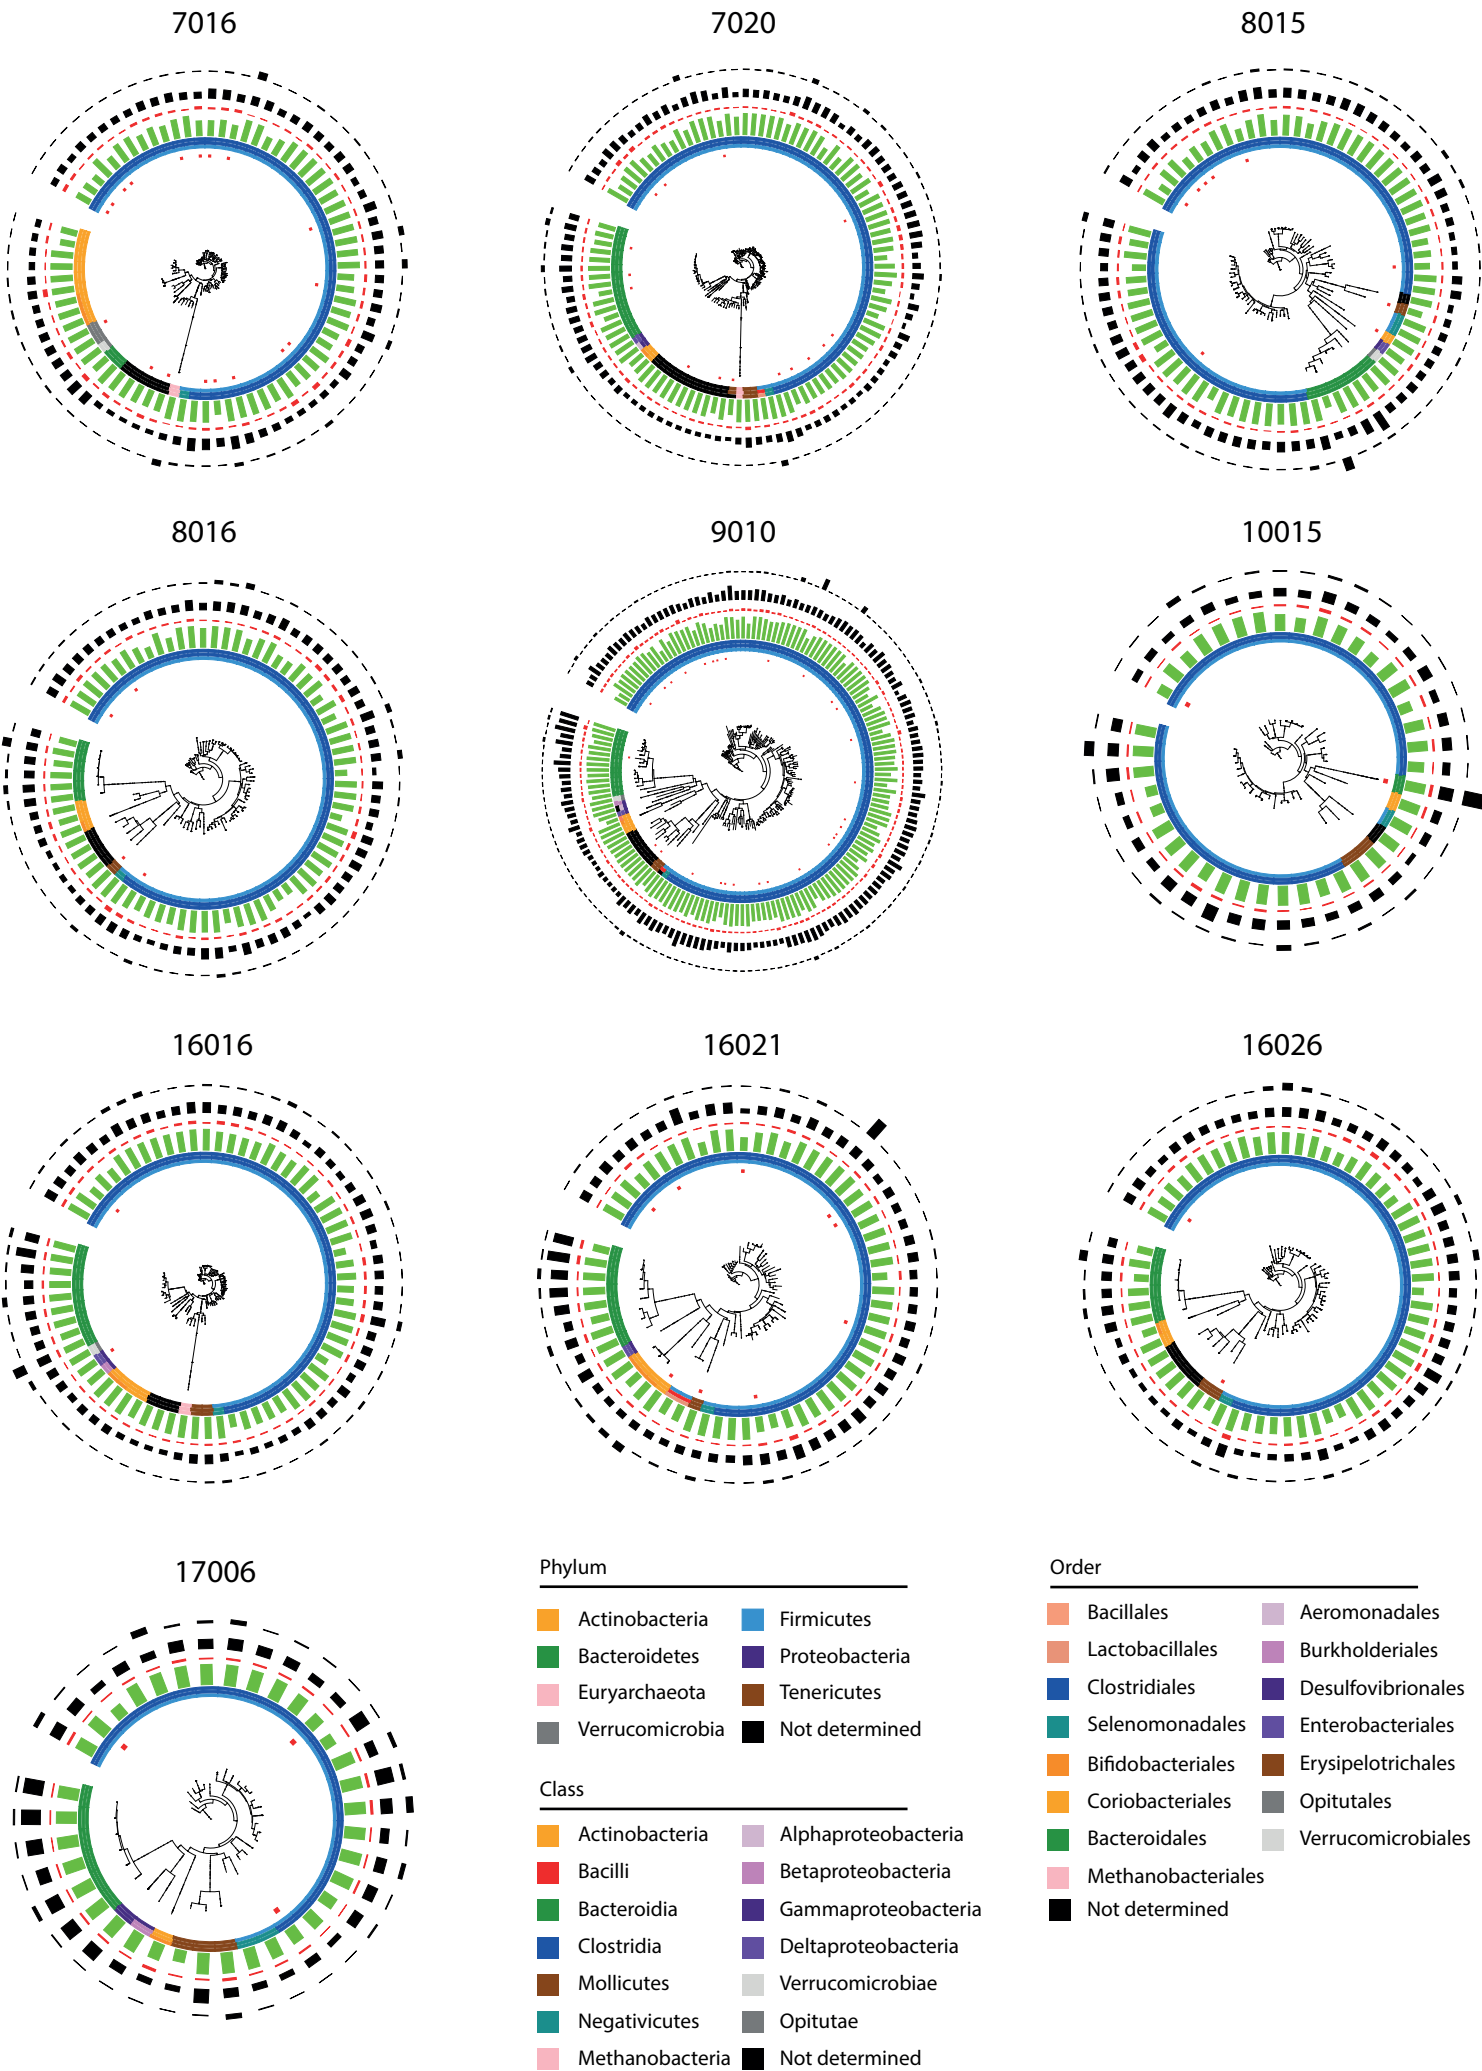 7016 7020 8015
8016 9010 10015
16016 16021 16026
17006
Phylum
Actinobacteria Firmicutes
Bacteroidetes Proteobacteria
Euryarchaeota Tenericutes
Verrucomicrobia Not determined
Class
Actinobacteria Alphaproteobacteria
Bacilli Betaproteobacteria
Bacteroidia Gammaproteobacteria
Clostridia Deltaproteobacteria
Mollicutes Verrucomicrobiae
Negativicutes Opitutae
Methanobacteria Not determined
Order
Bacillales Aeromonadales
Lactobacillales Burkholderiales
Clostridiales Desulfovibrionales
Selenomonadales Enterobacteriales
Bifidobacteriales Erysipelotrichales
Coriobacteriales Opitutales
Bacteroidales Verrucomicrobiales
Methanobacteriales
Not determined